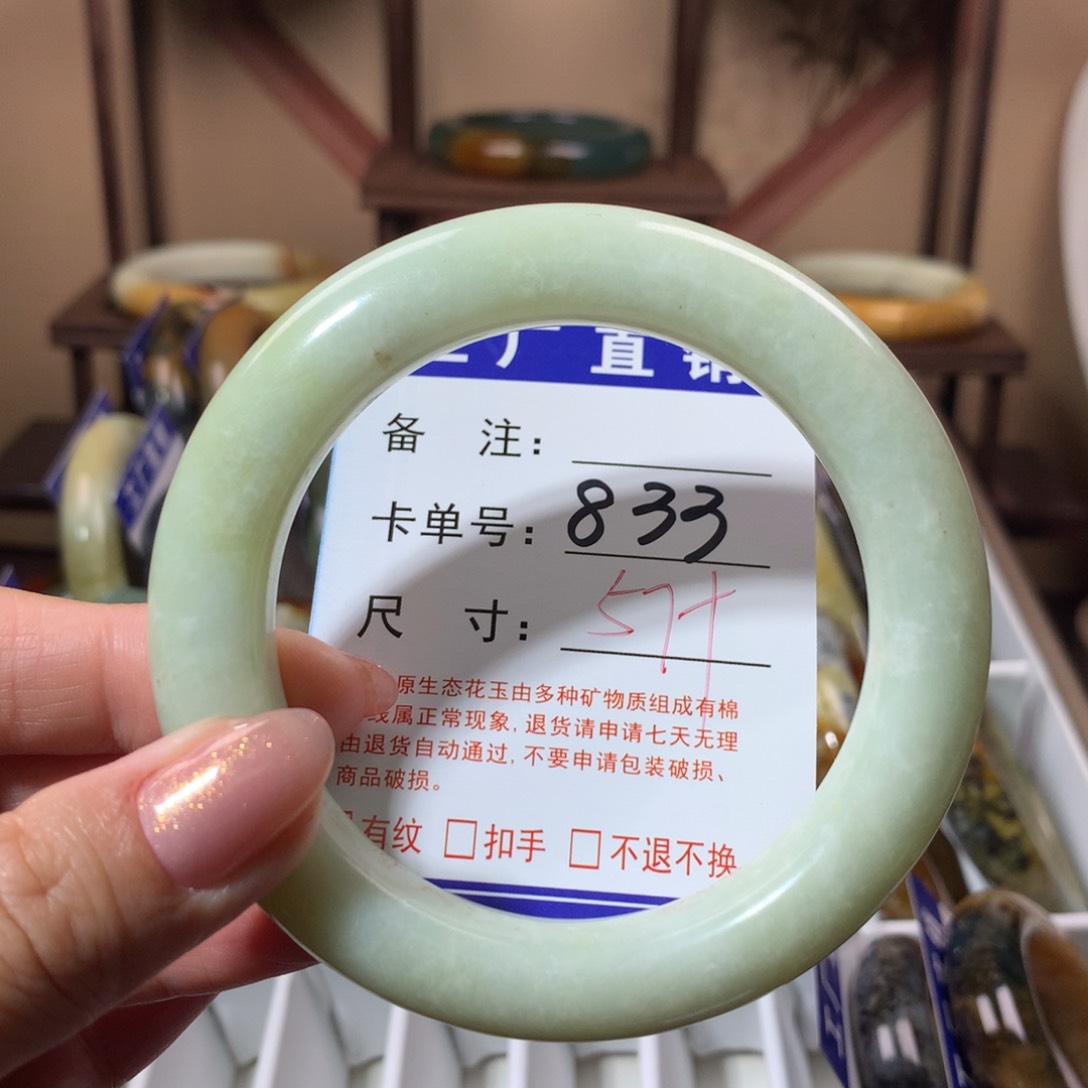 厂直销
备 注:
卡单号: 833
尺 寸: 57+
原生态花玉由多种矿物质组成有棉
线属正常现象,退货请申请七天无理
由退货自动通过,不要申请包装破损、
商品破损。
有纹 □扣手 □不退不换